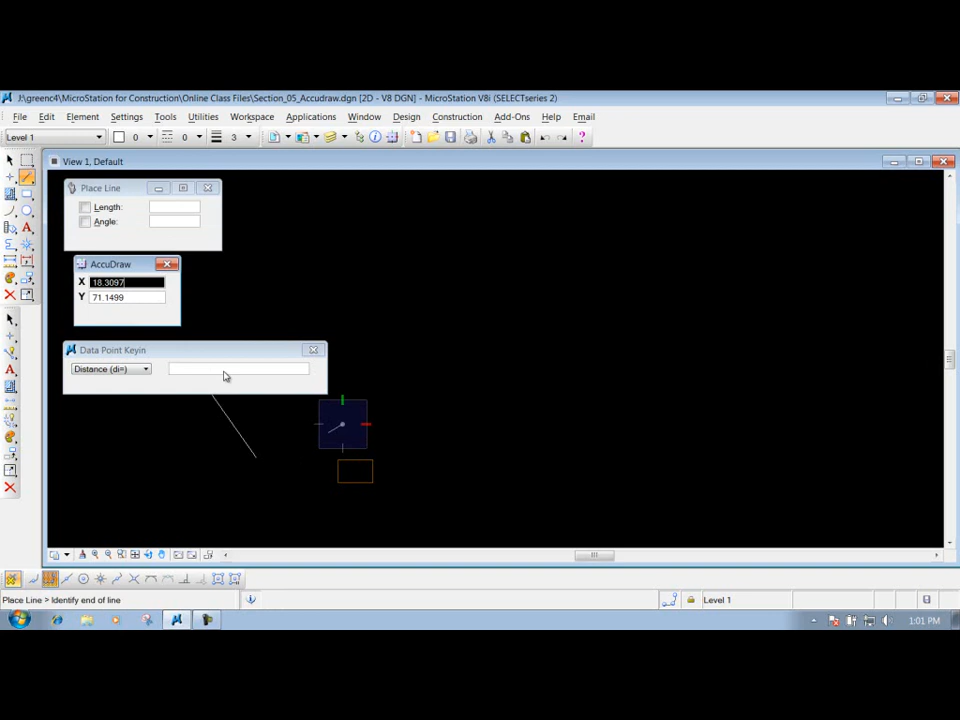 J:\greenc4\MicroStation for Construction\Online Class Files\Section_05_Accudraw.dgn [2D - V8 DGN] - MicroStation V8i (SELECTseries 2)
File Edit Element Settings Tools Utilities Workspace Applications Window Design Construction Add-Ons Help Email
Level 1 0 0 3
View 1, Default
Place Line
Length:
Angle:
AccuDraw
X 18.3097
Y 71.1499
Data Point Keyin
Distance (di=)
Place Line > Identify end of line
Level 1
1:01 PM